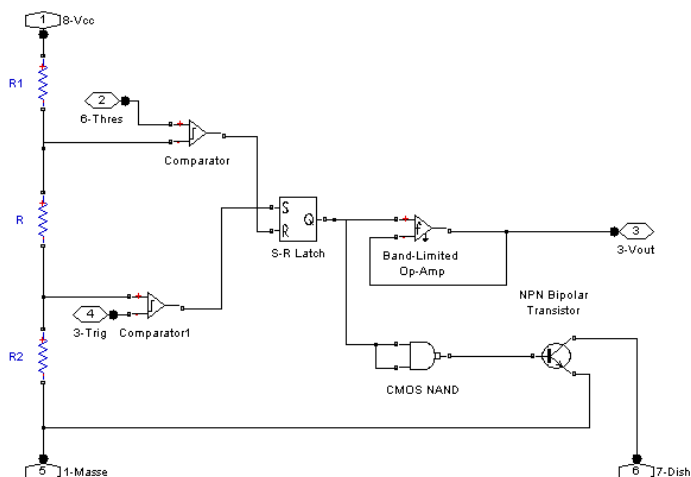 1
8-Vcc
R1
2
6-Thres
Comparator
R
S
R
Q
S-R Latch
Band-Limited
Op-Amp
3
3-Vout
4
3-Trig
Comparator1
NPN Bipolar
Transistor
R2
CMOS NAND
5
1-Masse
6
7-Dish